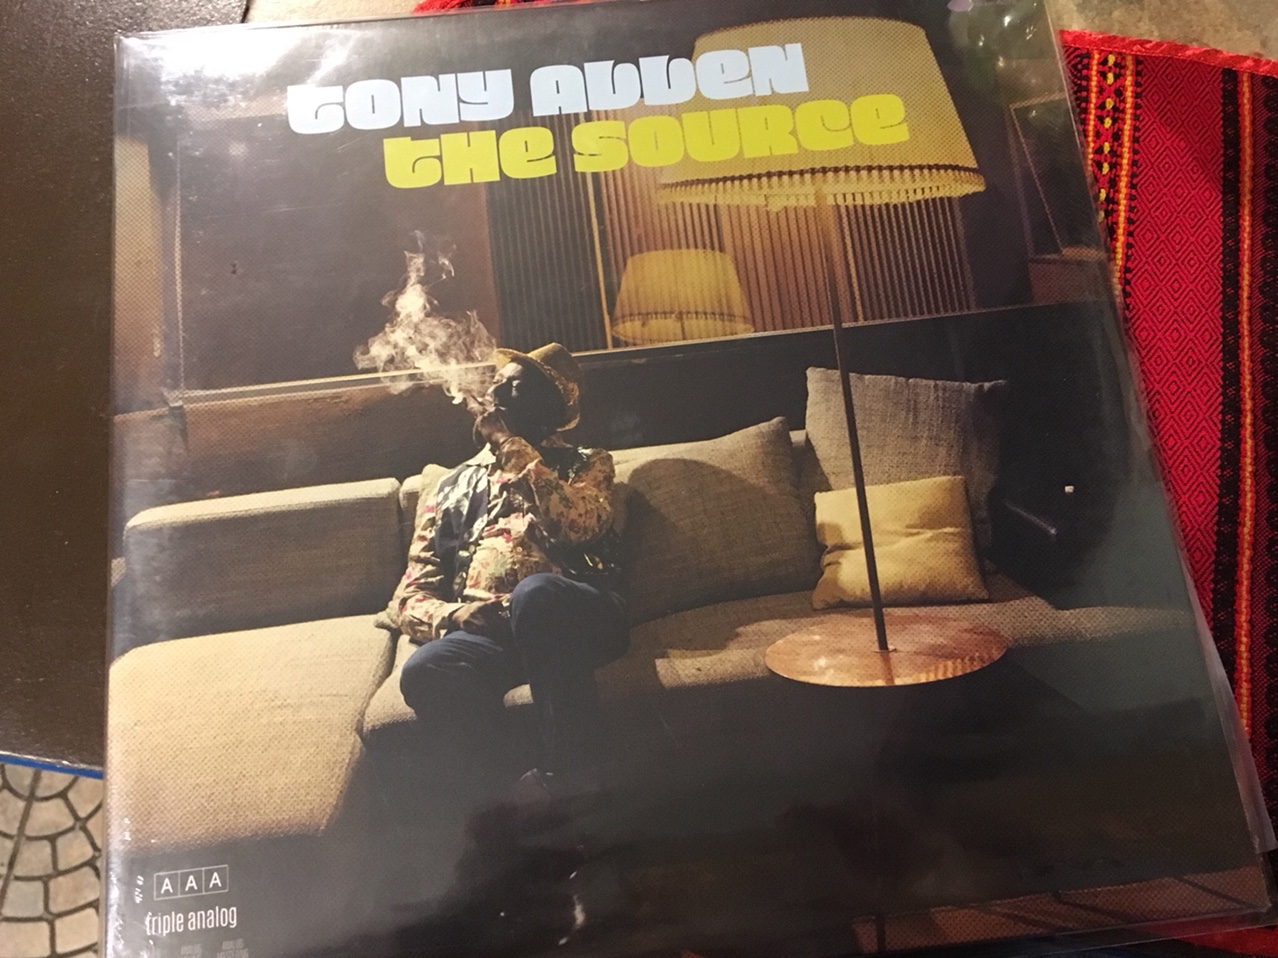 tony allen
the source
AAA
triple analog